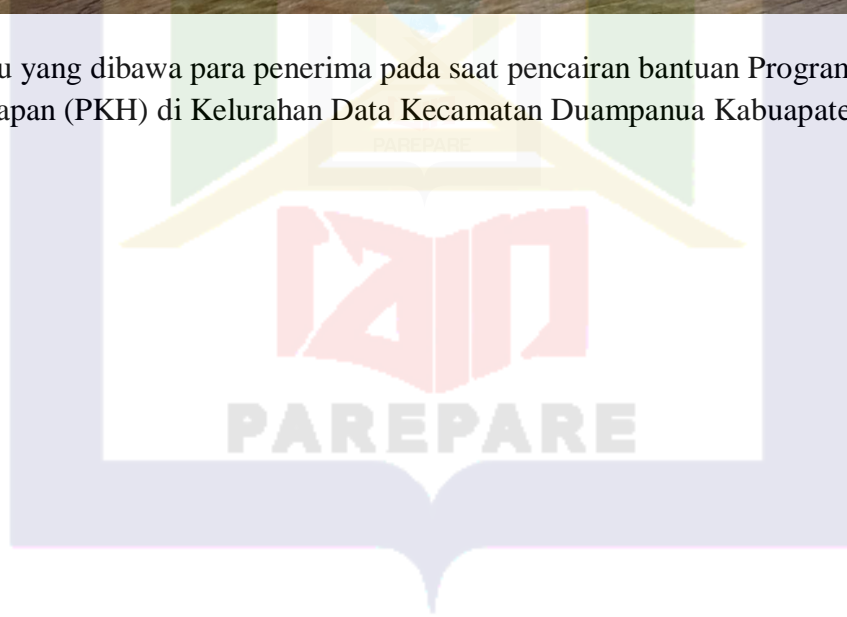 u yang dibawa para penerima pada saat pencairan bantuan Program
apan (PKH) di Kelurahan Data Kecamatan Duampanua Kabuapate
PAREPARE
iain
PAREPARE